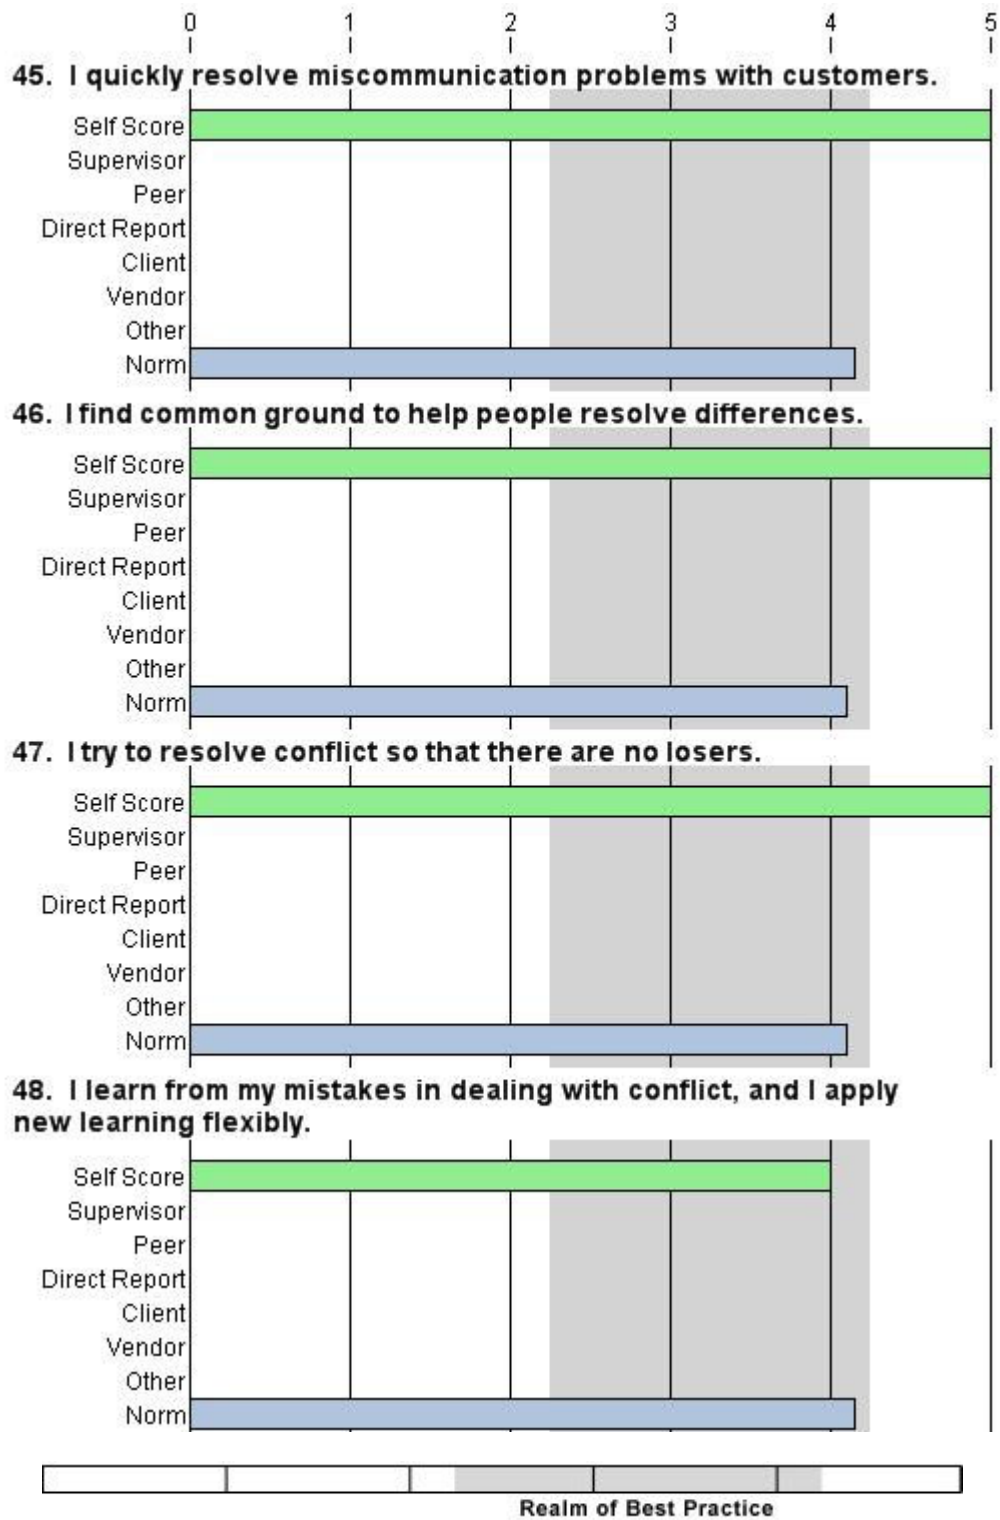 0 1 2 3 4 5
45. I quickly resolve miscommunication problems with customers.
Self Score
Supervisor
Peer
Direct Report
Client
Vendor
Other
Norm
46. I find common ground to help people resolve differences.
Self Score
Supervisor
Peer
Direct Report
Client
Vendor
Other
Norm
47. I try to resolve conflict so that there are no losers.
Self Score
Supervisor
Peer
Direct Report
Client
Vendor
Other
Norm
48. I learn from my mistakes in dealing with conflict, and I apply
new learning flexibly.
Self Score
Supervisor
Peer
Direct Report
Client
Vendor
Other
Norm
Realm of Best Practice